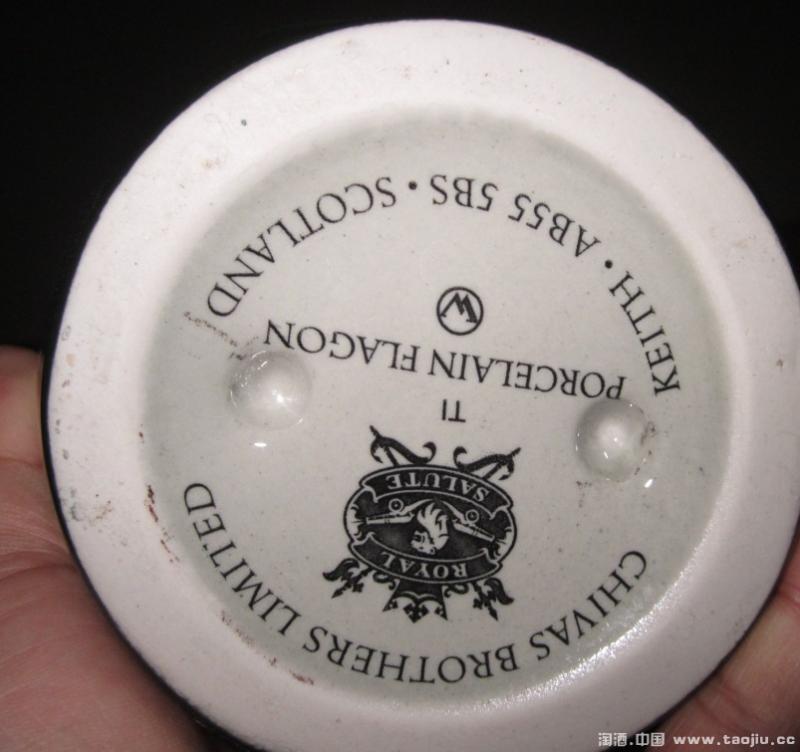 CHIVAS BROTHERS LIMITED
ROYAL
SALUTE
TI
PORCELAIN FLAGON
W
KEITH · AB55 5BS · SCOTLAND
淘酒.中国 www.taojiu.cc